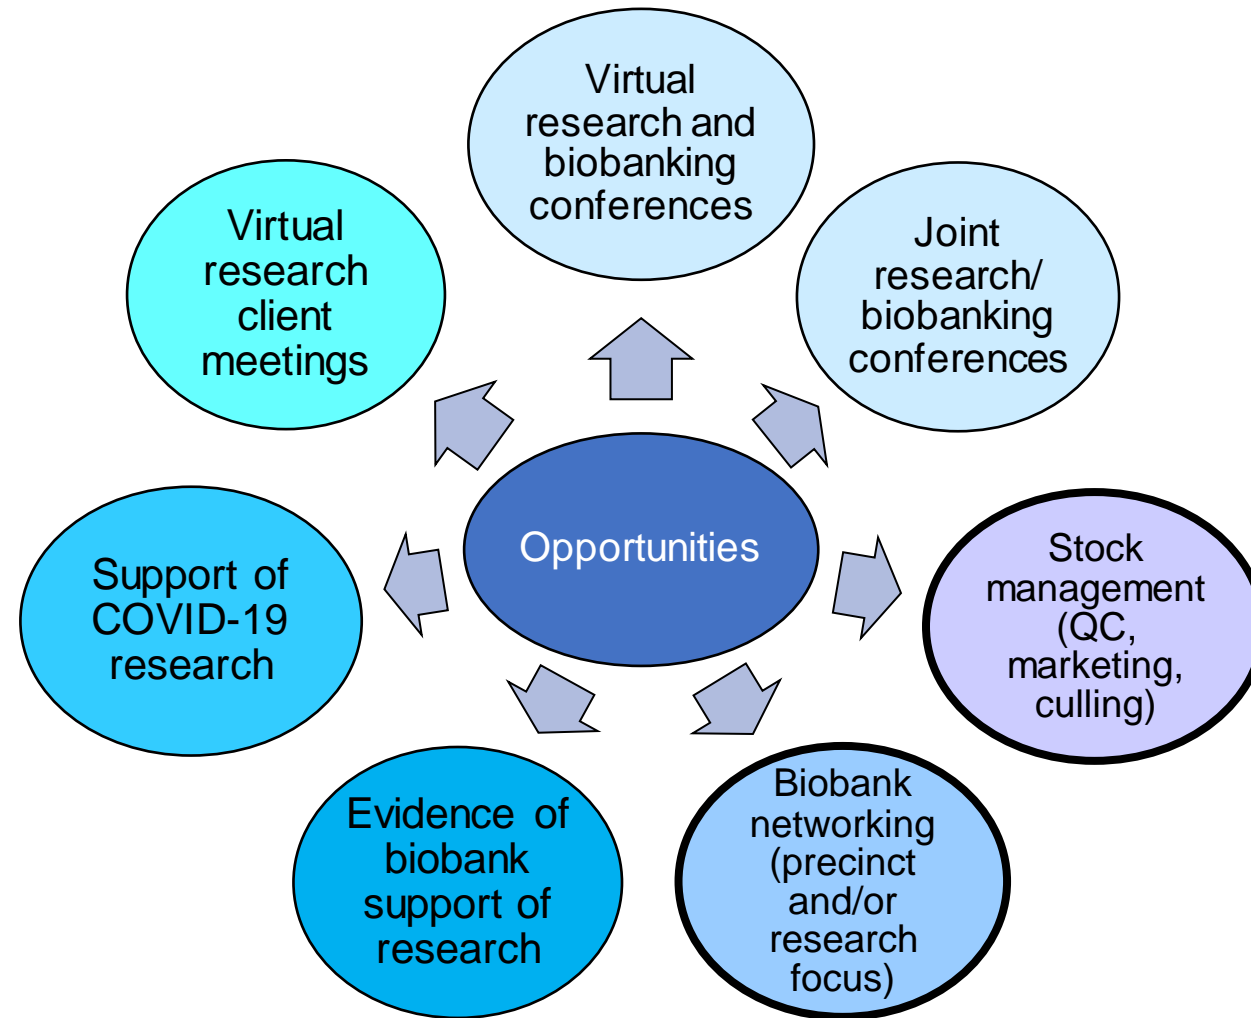 Virtual
research and
biobanking
conferences
Joint
research/
biobanking
conferences
Stock
management
(QC,
marketing,
culling)
Biobank
networking
(precinct
and/or
research
focus)
Evidence of
biobank
support of
research
Support of
COVID-19
research
Virtual
research
client
meetings
Opportunities